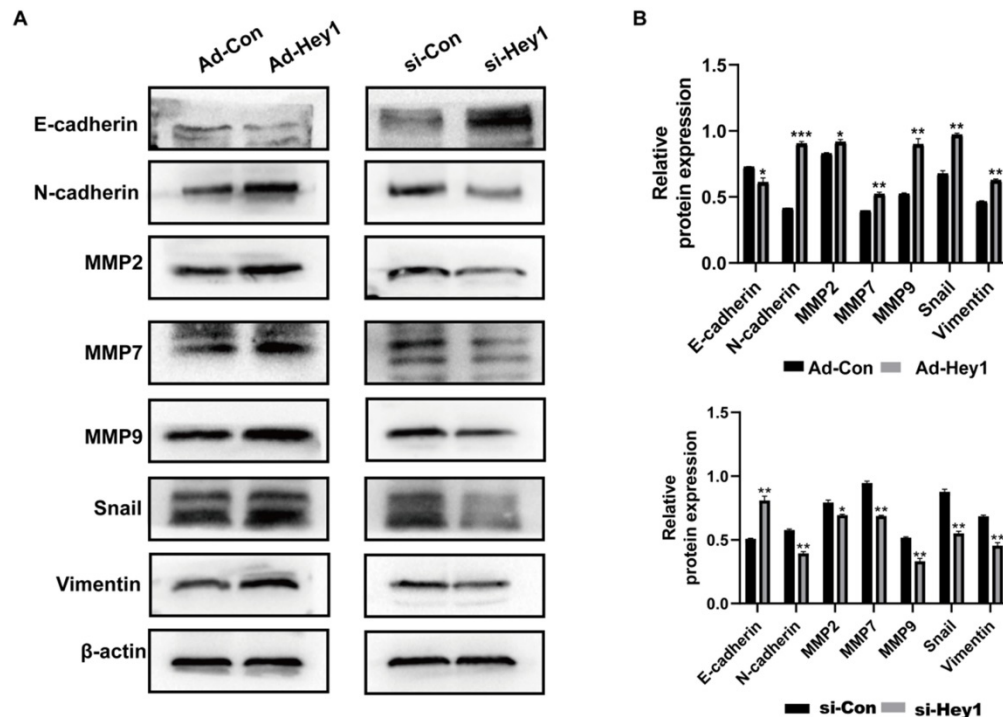 A
Ad-Con Ad-Hey1 si-Con si-Hey1
E-cadherin
N-cadherin
MMP2
MMP7
MMP9
Snail
Vimentin
β-actin
B
Relative
protein expression
1.5
1.0
0.5
0.0
* *** * ** ** ** **
E-cadherin N-cadherin MMP2 MMP7 MMP9 Snail Vimentin
Ad-Con Ad-Hey1
Relative
protein expression
1.5
1.0
0.5
0.0
** ** * ** ** ** **
E-cadherin N-cadherin MMP2 MMP7 MMP9 Snail Vimentin
si-Con si-Hey1